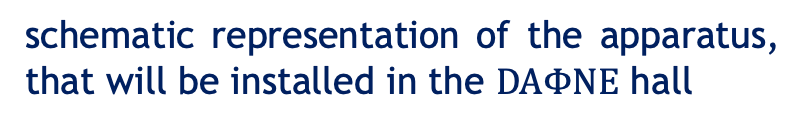 schematic representation of the apparatus,
that will be installed in the DAΦNE hall